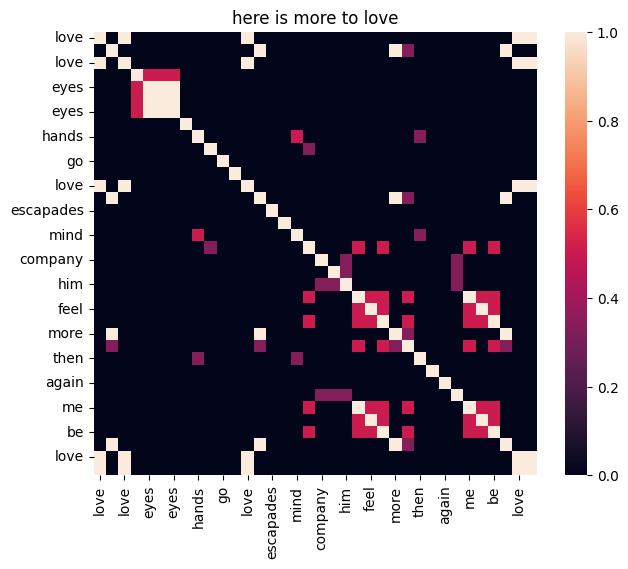 here is more to love
love
love
eyes
eyes
hands
go
love
escapades
mind
company
him
feel
more
then
again
me
be
love
love
love
eyes
eyes
hands
go
love
escapades
mind
company
him
feel
more
then
again
me
be
love
1.0
0.8
0.6
0.4
0.2
0.0